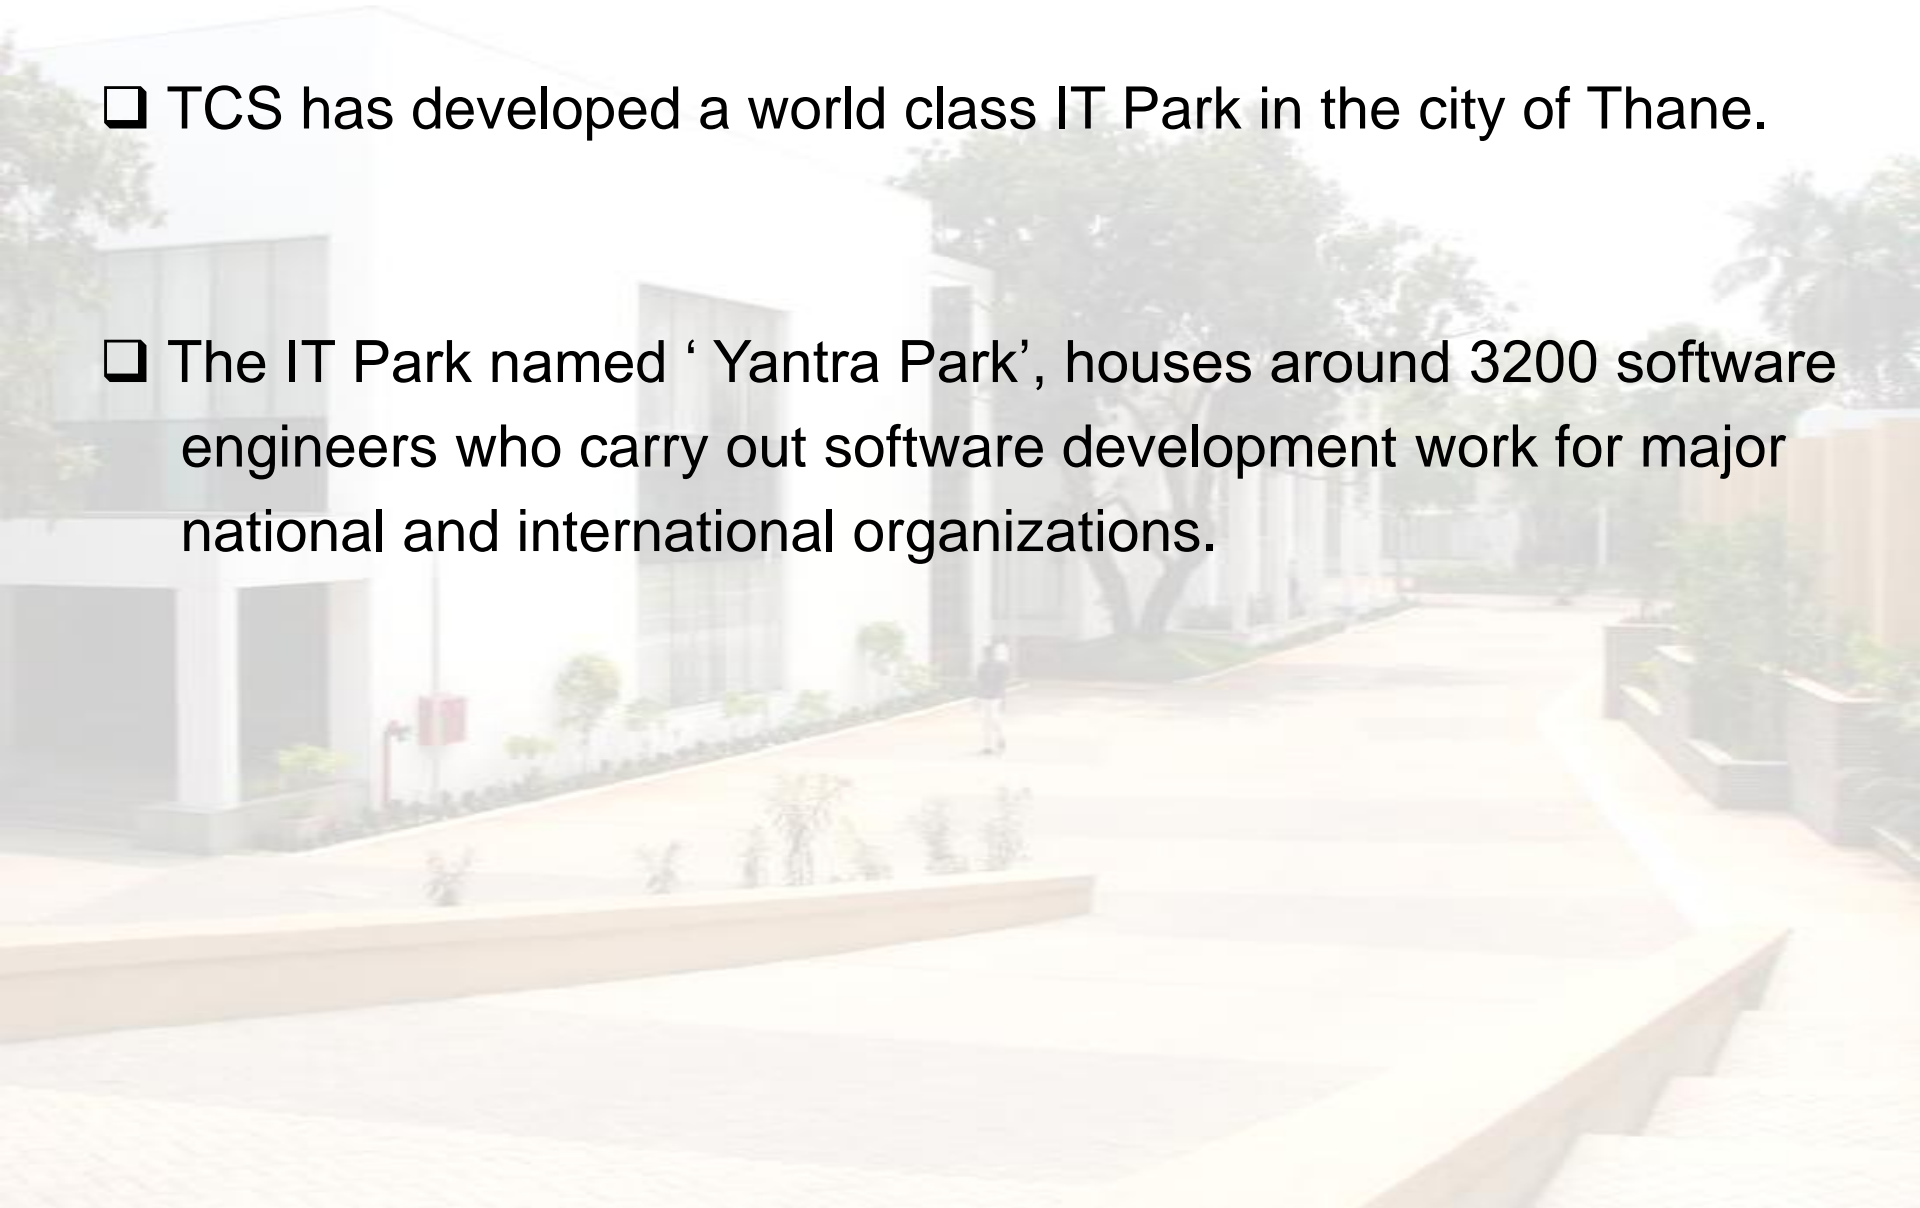 ❑ TCS has developed a world class IT Park in the city of Thane.
❑ The IT Park named ‘ Yantra Park’, houses around 3200 software
engineers who carry out software development work for major
national and international organizations.